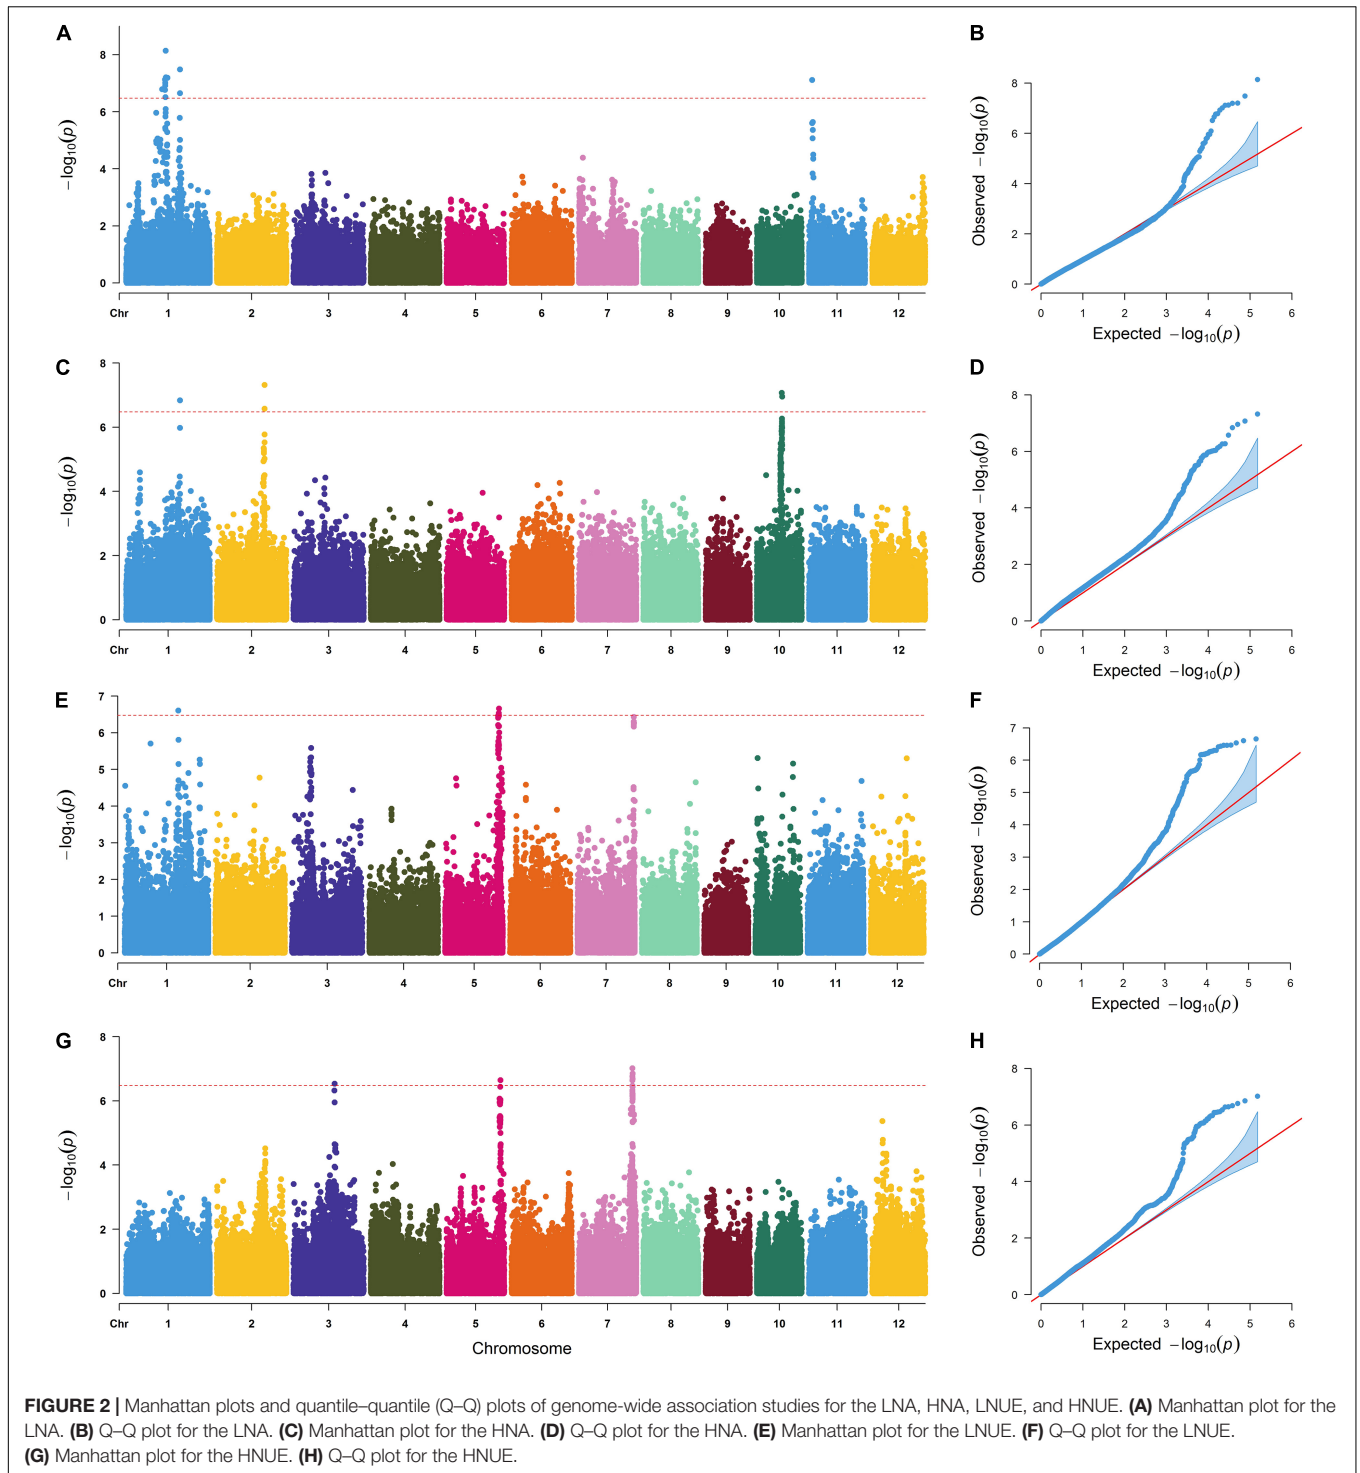 A
8
6
4
2
0
−log10(p)
Chr 1 2 3 4 5 6 7 8 9 10 11 12
B
8
6
4
2
0
Observed −log10(p)
0 1 2 3 4 5 6
Expected −log10(p)
C
8
6
4
2
0
−log10(p)
Chr 1 2 3 4 5 6 7 8 9 10 11 12
D
8
6
4
2
0
Observed −log10(p)
0 1 2 3 4 5 6
Expected −log10(p)
E
7
6
5
4
3
2
1
0
−log10(p)
Chr 1 2 3 4 5 6 7 8 9 10 11 12
F
7
6
5
4
3
2
1
0
Observed −log10(p)
0 1 2 3 4 5 6
Expected −log10(p)
G
8
6
4
2
0
−log10(p)
Chr 1 2 3 4 5 6 7 8 9 10 11 12
Chromosome
H
8
6
4
2
0
Observed −log10(p)
0 1 2 3 4 5 6
Expected −log10(p)
FIGURE 2 | Manhattan plots and quantile–quantile (Q–Q) plots of genome-wide association studies for the LNA, HNA, LNUE, and HNUE. (A) Manhattan plot for the
LNA. (B) Q–Q plot for the LNA. (C) Manhattan plot for the HNA. (D) Q–Q plot for the HNA. (E) Manhattan plot for the LNUE. (F) Q–Q plot for the LNUE.
(G) Manhattan plot for the HNUE. (H) Q–Q plot for the HNUE.